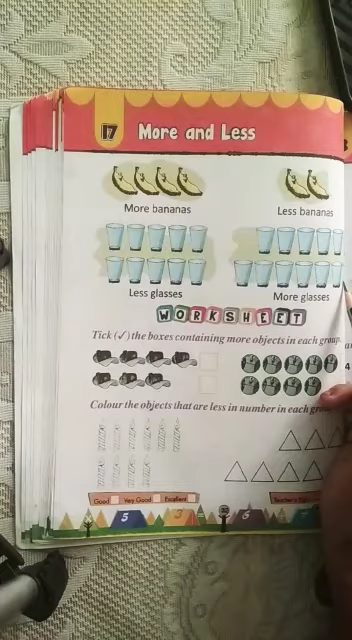 17 More and Less
More bananas Less bananas
Less glasses More glasses
WORKSHEET
Tick (✓) the boxes containing more objects in each group.
Colour the objects that are less in number in each
Good Very Good Excellent
5 3 6